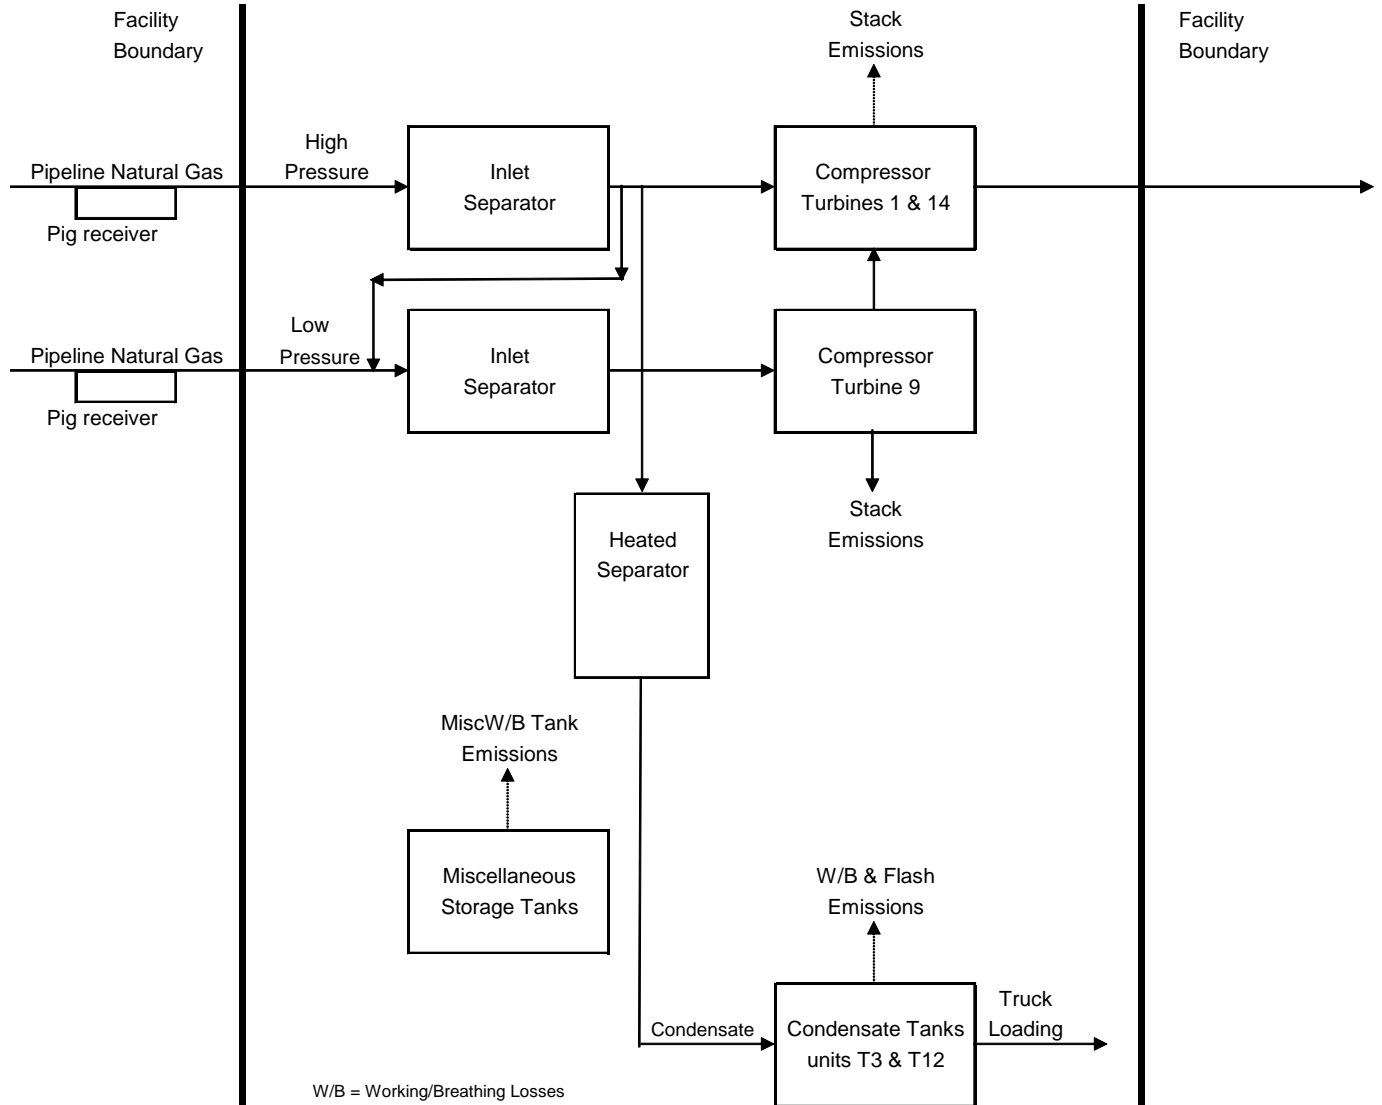 Facility
Boundary
Stack
Emissions
Facility
Boundary
High
Pressure
Pipeline Natural Gas
Pig receiver
Inlet
Separator
Compressor
Turbines 1 & 14
Low
Pressure
Pipeline Natural Gas
Pig receiver
Inlet
Separator
Compressor
Turbine 9
Stack
Emissions
Heated
Separator
MiscW/B Tank
Emissions
Miscellaneous
Storage Tanks
W/B & Flash
Emissions
Condensate
Condensate Tanks
units T3 & T12
Truck
Loading
W/B = Working/Breathing Losses